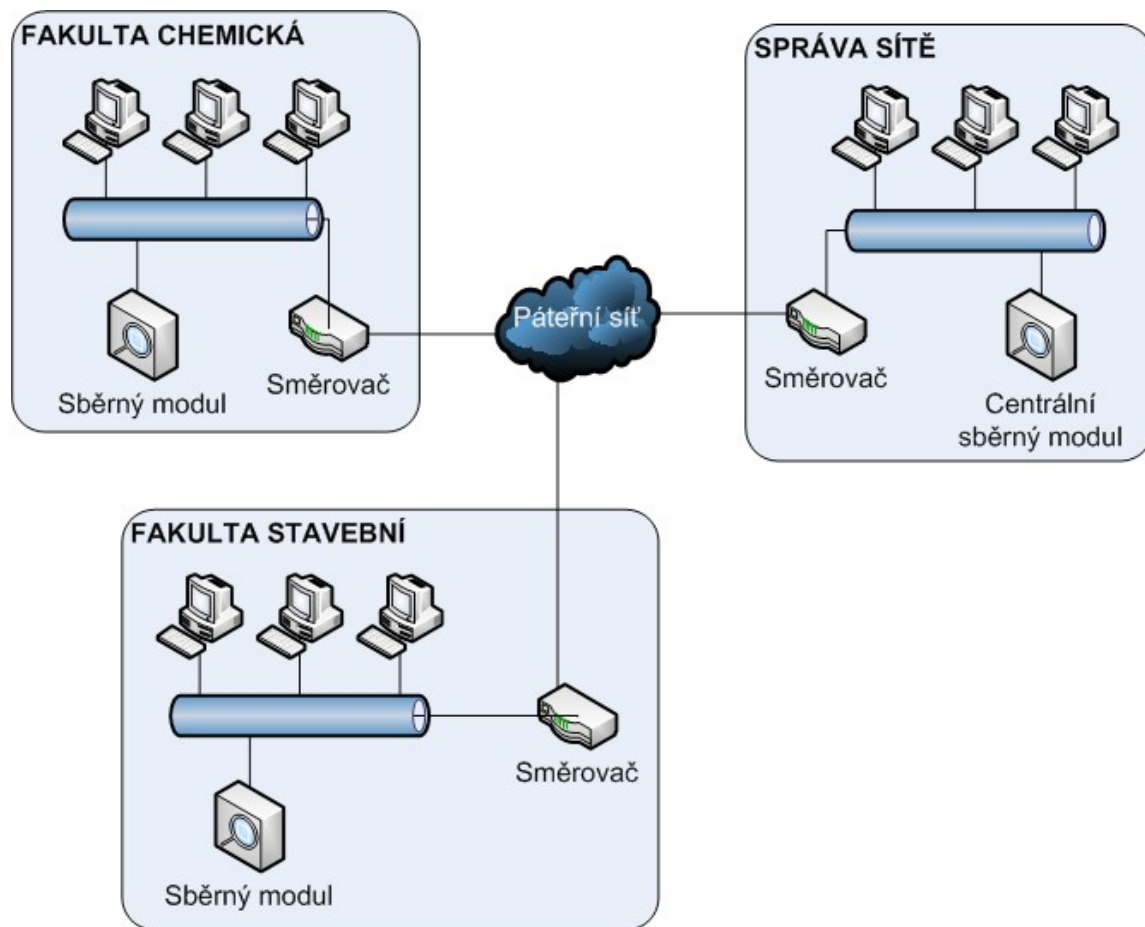 FAKULTA CHEMICKÁ
Sběrný modul
Směrovač
Páteřní síť
SPRÁVA SÍTĚ
Směrovač
Centrální
sběrný modul
FAKULTA STAVEBNÍ
Směrovač
Sběrný modul